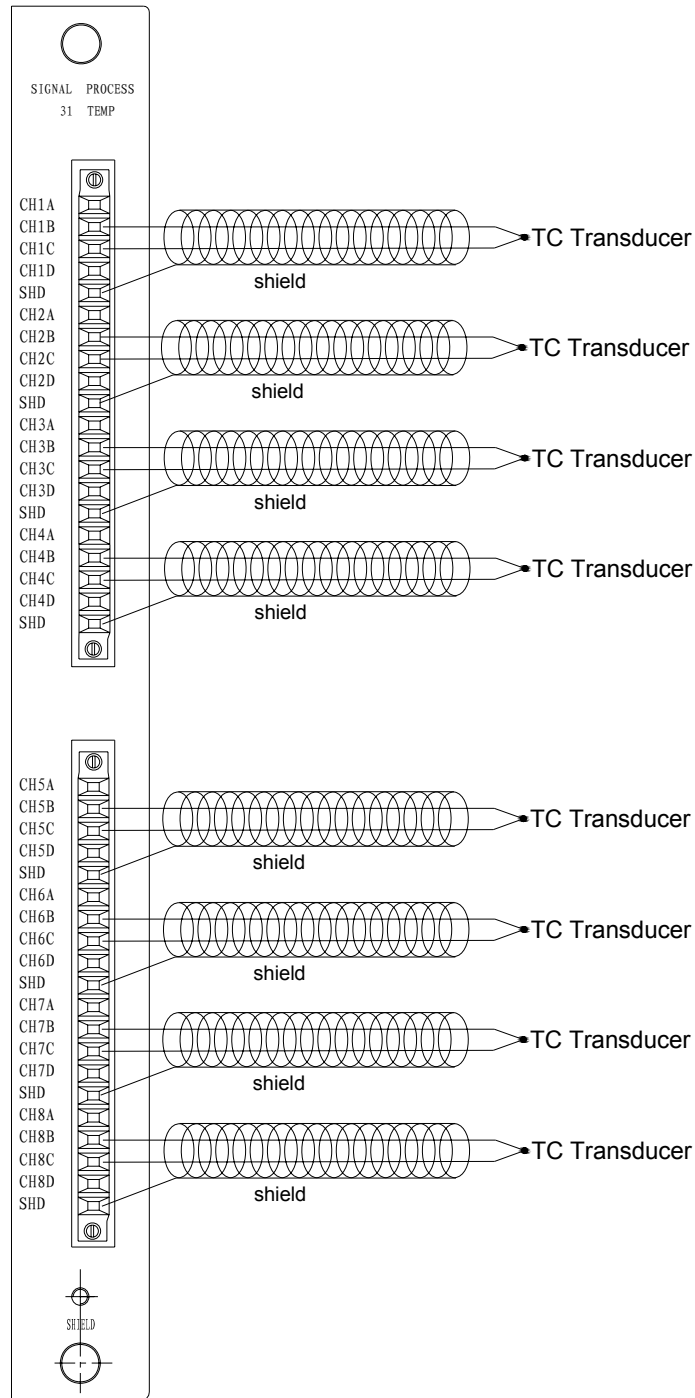 SIGNAL PROCESS
31 TEMP
CH1A
CH1B
CH1C
CH1D
SHD
CH2A
CH2B
CH2C
CH2D
SHD
CH3A
CH3B
CH3C
CH3D
SHD
CH4A
CH4B
CH4C
CH4D
SHD
TC Transducer
shield
TC Transducer
shield
TC Transducer
shield
TC Transducer
shield
CH5A
CH5B
CH5C
CH5D
SHD
CH6A
CH6B
CH6C
CH6D
SHD
CH7A
CH7B
CH7C
CH7D
SHD
CH8A
CH8B
CH8C
CH8D
SHD
TC Transducer
shield
TC Transducer
shield
TC Transducer
shield
TC Transducer
shield
SHIELD